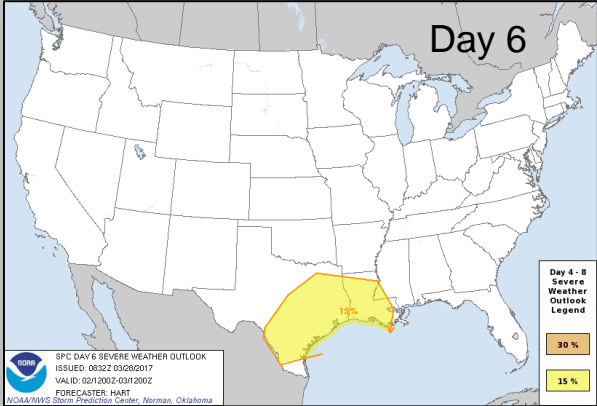 Day 6
15%
Day 4 - 8
Severe
Weather
Outlook
Legend
30 %
15 %
NOAA
SPC DAY 6 SEVERE WEATHER OUTLOOK
ISSUED: 0832Z 03/28/2017
VALID: 02/1200Z-03/1200Z
FORECASTER: HART
NOAA/NWS Storm Prediction Center, Norman, Oklahoma